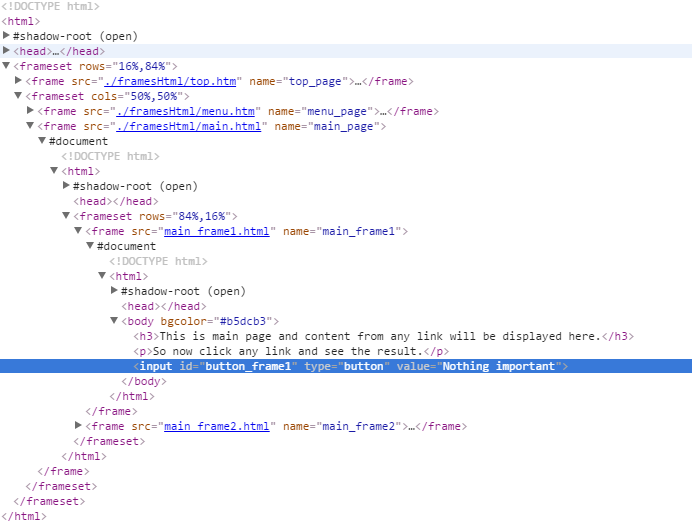 <!DOCTYPE html>
<html>
#shadow-root (open)
<head>…</head>
<frameset rows="16%,84%">
<frame src="./framesHtml/top.htm" name="top_page">…</frame>
<frameset cols="50%,50%">
<frame src="./framesHtml/menu.htm" name="menu_page">…</frame>
<frame src="./framesHtml/main.html" name="main_page">
#document
<!DOCTYPE html>
<html>
#shadow-root (open)
<head></head>
<frameset rows="84%,16%">
<frame src="main_frame1.html" name="main_frame1">
#document
<!DOCTYPE html>
<html>
#shadow-root (open)
<head></head>
<body bgcolor="#b5dcb3">
<h3>This is main page and content from any link will be displayed here.</h3>
<p>So now click any link and see the result.</p>
<input id="button_frame1" type="button" value="Nothing important">
</body>
</html>
</frame>
<frame src="main_frame2.html" name="main_frame2">…</frame>
</frameset>
</html>
</frame>
</frameset>
</frameset>
</html>